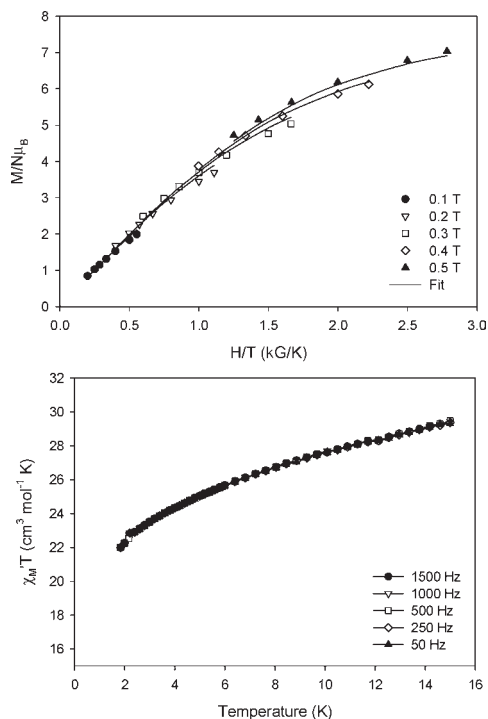 8
7
6
5
4
3
2
1
0
M/Nμ_B
0.1 T
0.2 T
0.3 T
0.4 T
0.5 T
Fit
0.0 0.5 1.0 1.5 2.0 2.5 3.0
H/T (kG/K)
32
30
28
26
24
22
20
18
16
χ_M'T (cm³ mol⁻¹ K)
1500 Hz
1000 Hz
500 Hz
250 Hz
50 Hz
0 2 4 6 8 10 12 14 16
Temperature (K)